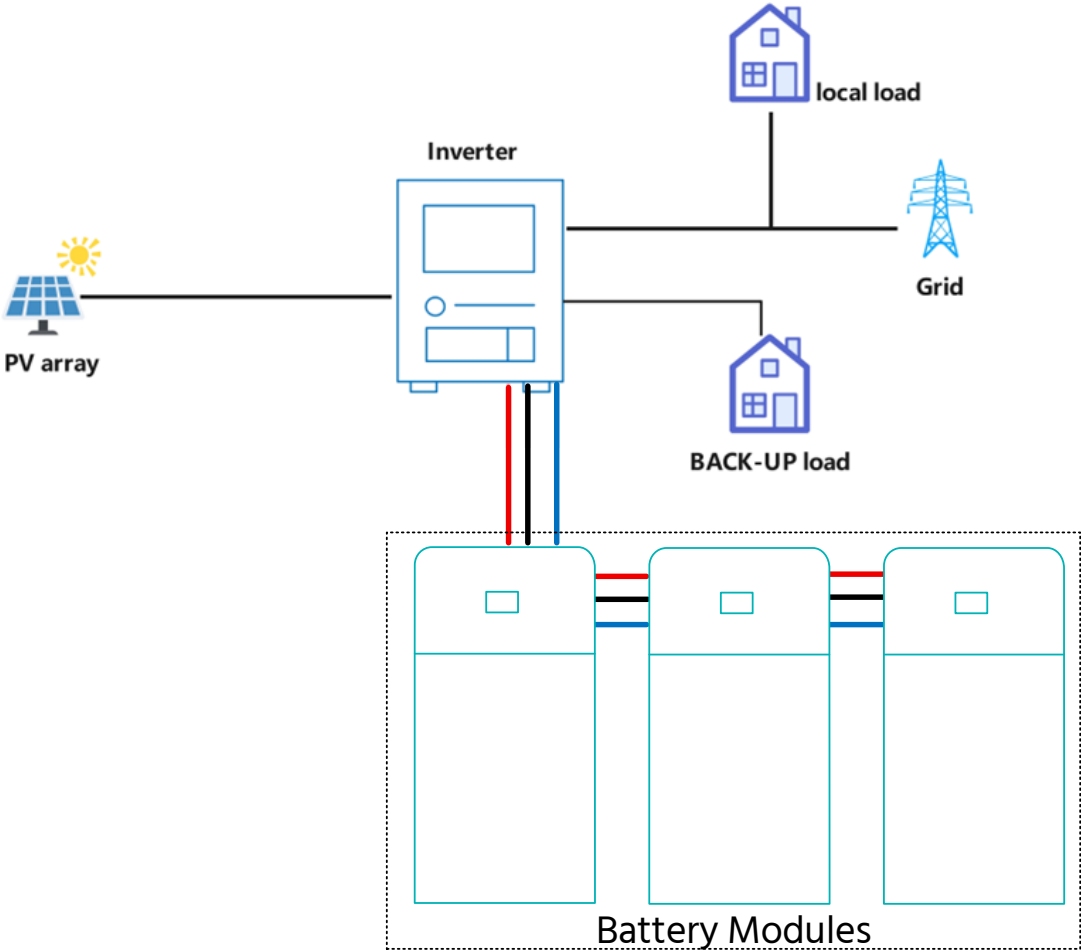 local load
Inverter
Grid
PV array
BACK-UP load
Battery Modules